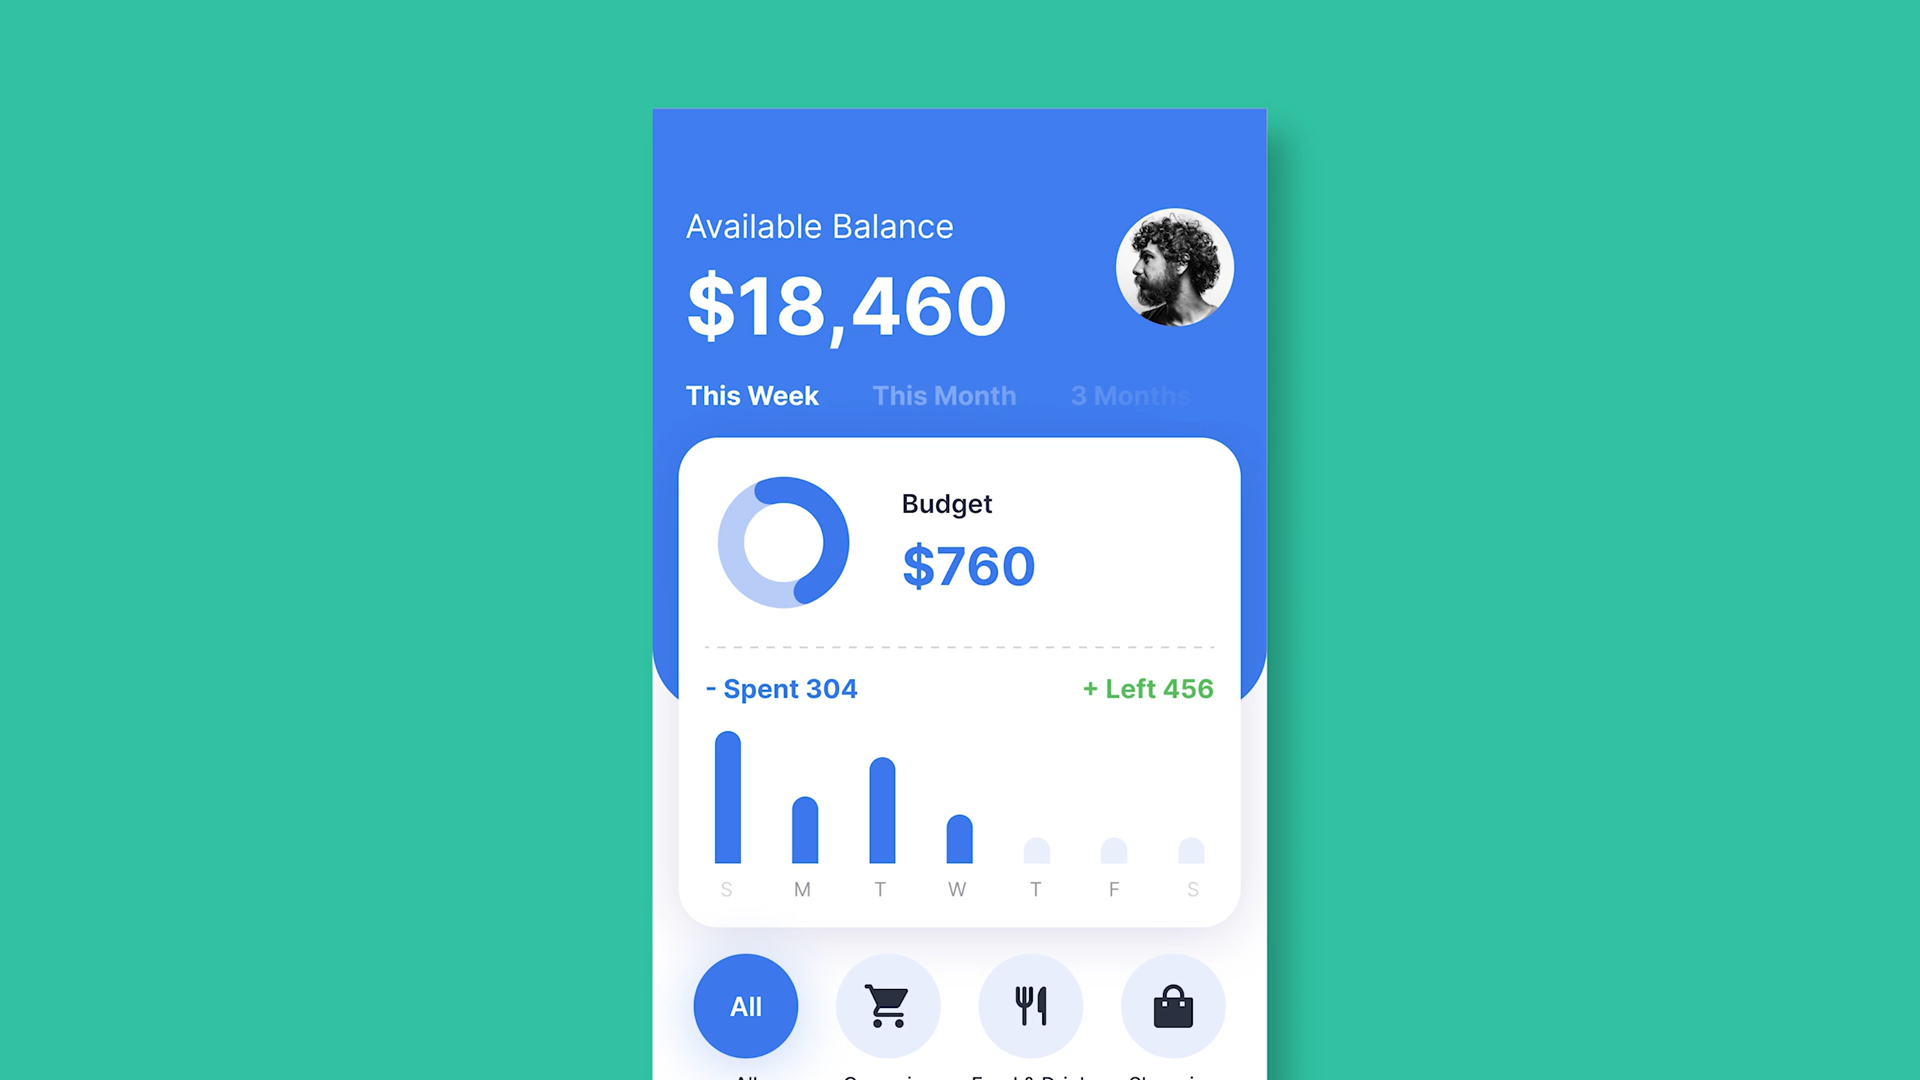 Available Balance
$18,460
This Week This Month 3 Months
Budget
$760
- Spent 304 + Left 456
S M T W T F S
All